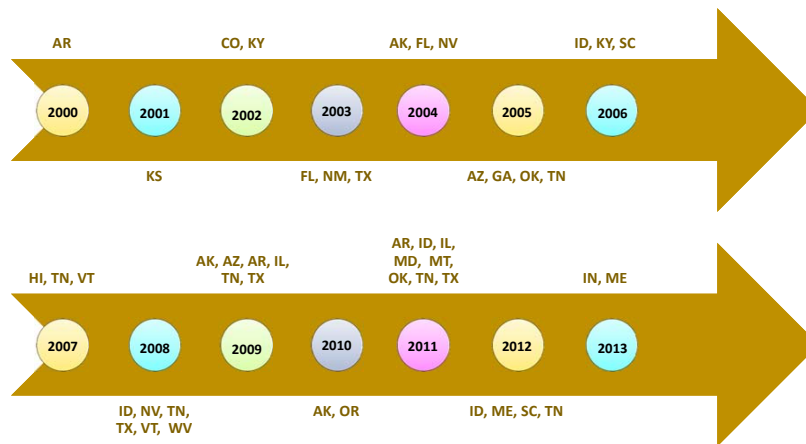 AR
CO, KY
AK, FL, NV
ID, KY, SC
2000
2001
2002
2003
2004
2005
2006
KS
FL, NM, TX
AZ, GA, OK, TN
HI, TN, VT
AK, AZ, AR, IL,
TN, TX
AR, ID, IL,
MD, MT,
OK, TN, TX
IN, ME
2007
2008
2009
2010
2011
2012
2013
ID, NV, TN,
TX, VT, WV
AK, OR
ID, ME, SC, TN